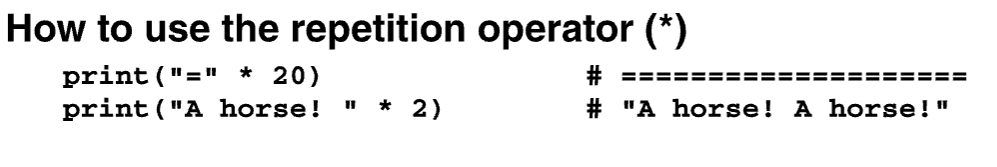 How to use the repetition operator (*)
print("=" * 20) # ====================
print("A horse! " * 2) # "A horse! A horse!"